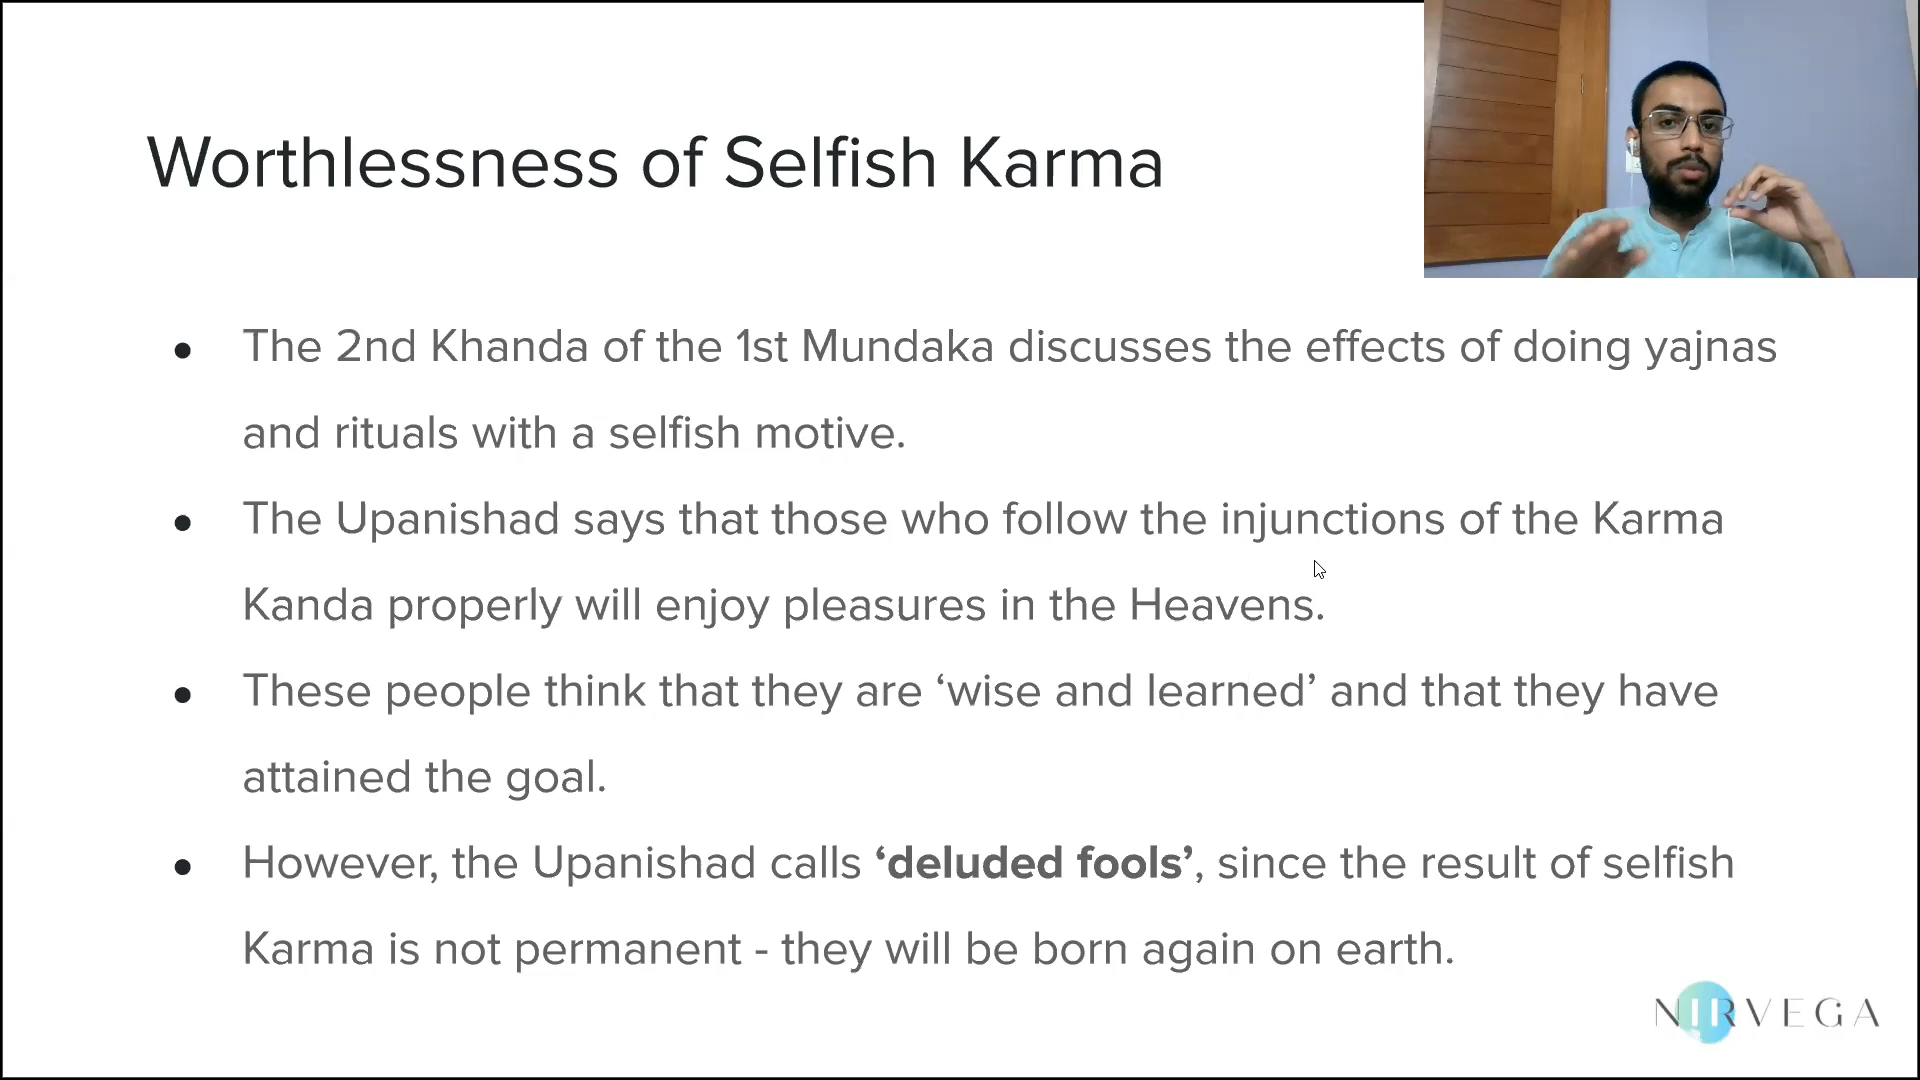 Worthlessness of Selfish Karma
● The 2nd Khanda of the 1st Mundaka discusses the effects of doing yajnas
and rituals with a selfish motive.
● The Upanishad says that those who follow the injunctions of the Karma
Kanda properly will enjoy pleasures in the Heavens.
● These people think that they are ‘wise and learned’ and that they have
attained the goal.
● However, the Upanishad calls ‘deluded fools’, since the result of selfish
Karma is not permanent - they will be born again on earth.
NIRVEGA